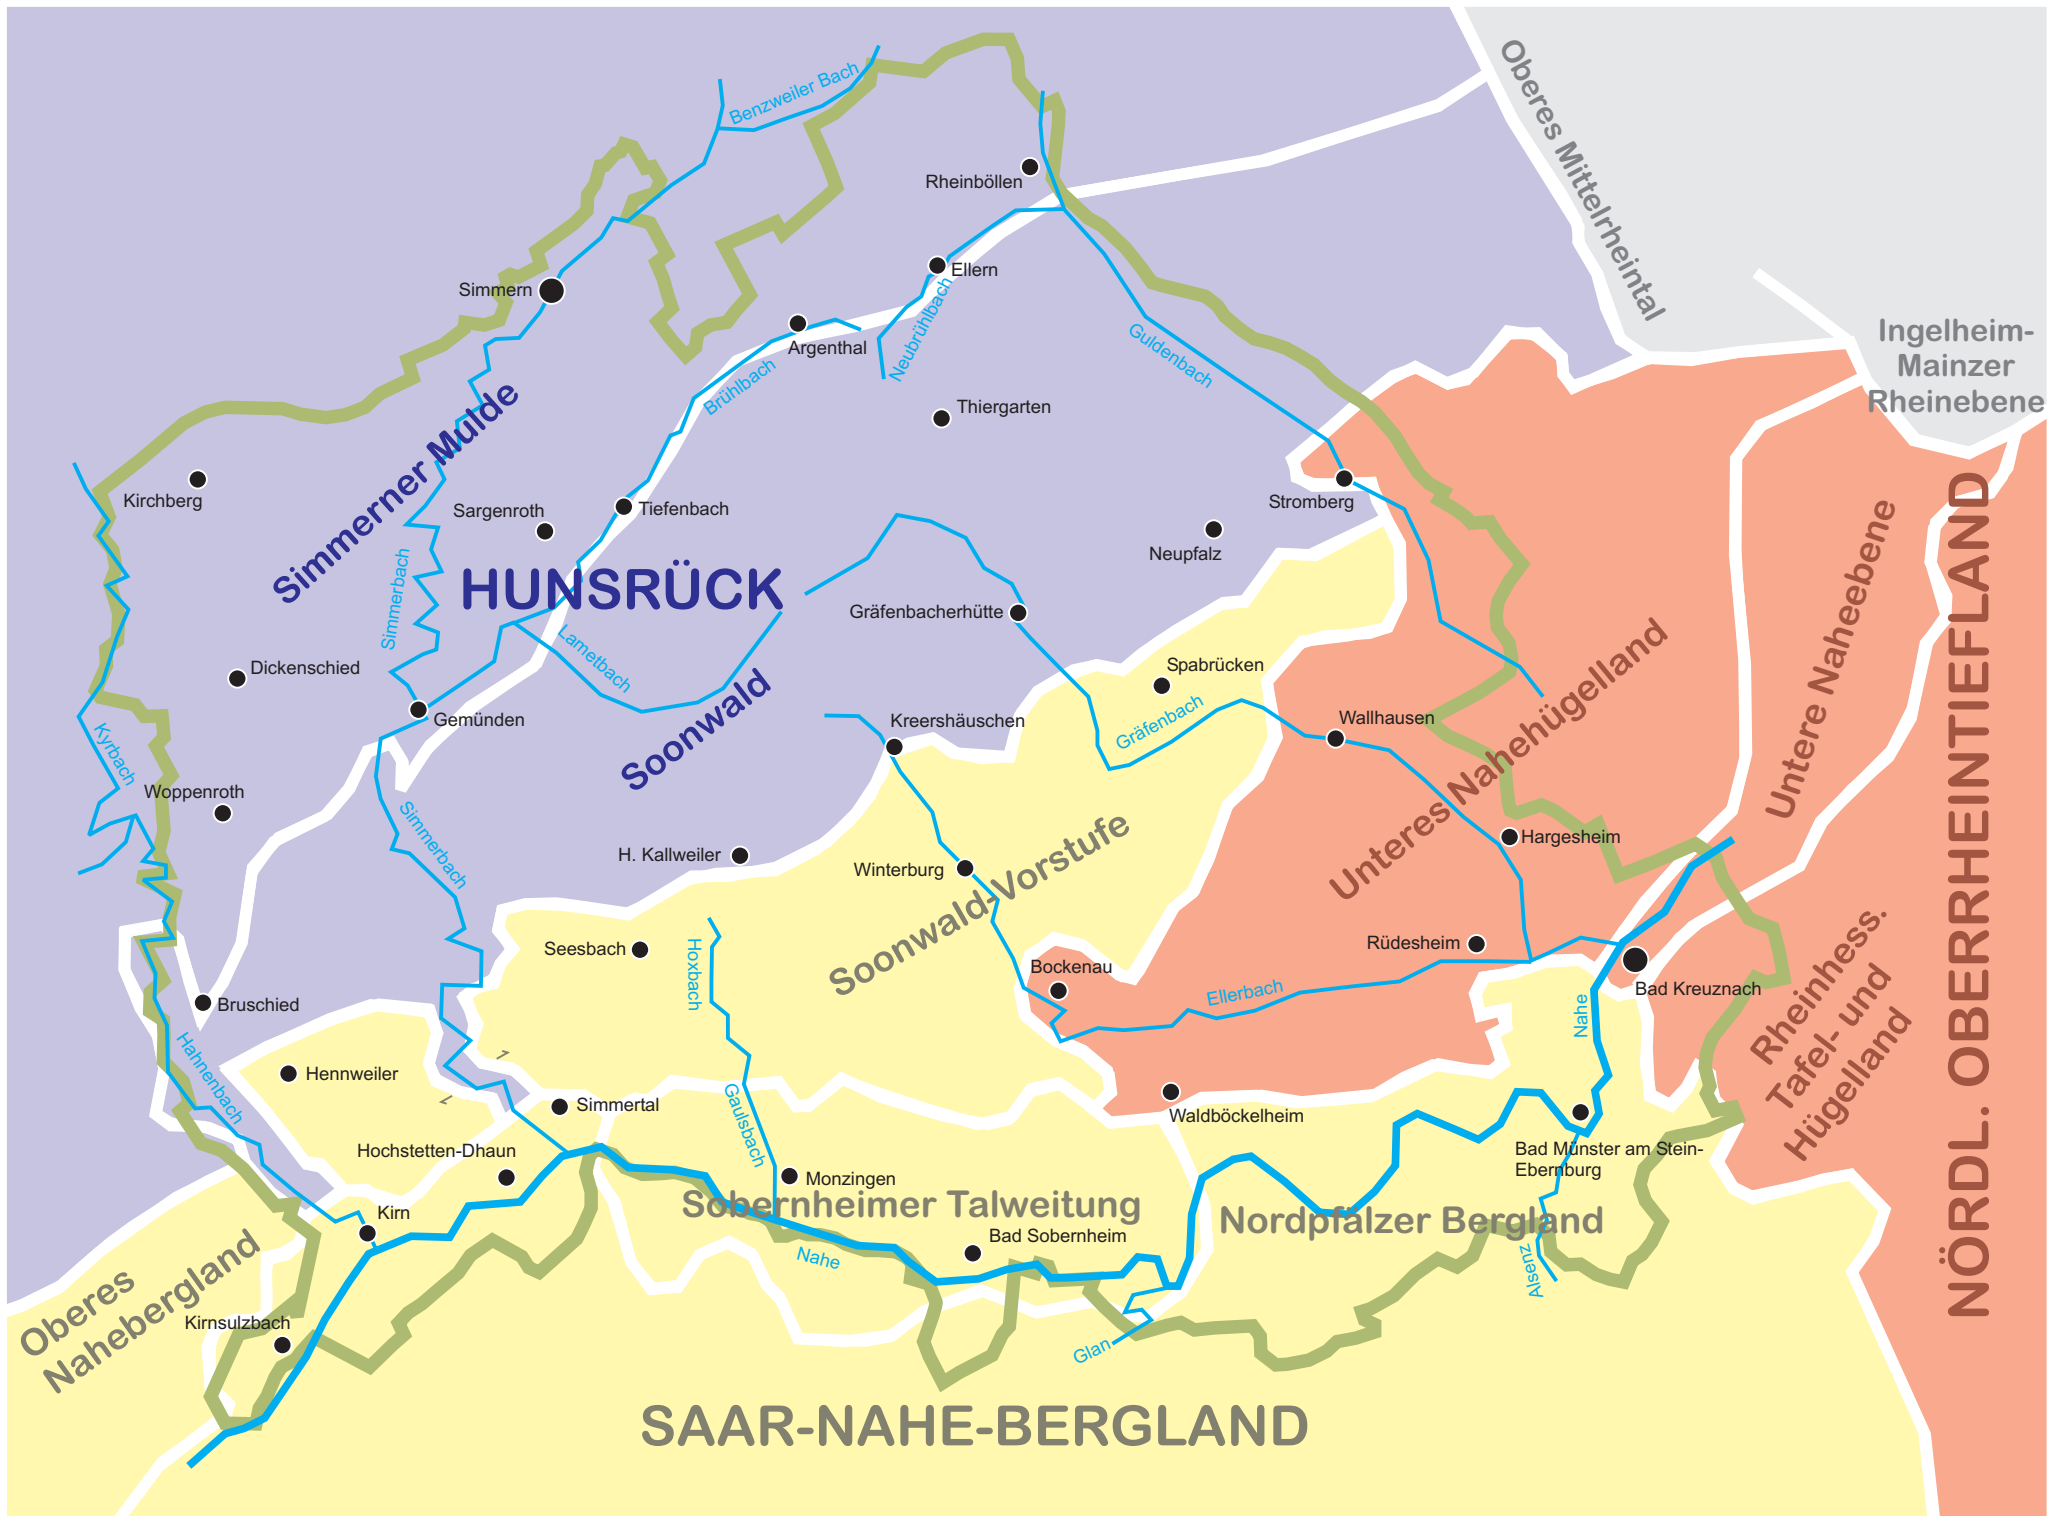 Oberes Mittelrheintal
Benzweiler Bach
Rheinböllen
Simmern
Ellern
Neubrühlbach
Argenthal
Guldenbach
Ingelheim-
Mainzer
Rheinebene
Brühlbach
Thiergarten
Simmerner Mulde
Kirchberg
Sargenroth
Tiefenbach
Stromberg
Neupfalz
HUNSRÜCK
Simmerbach
Gräfenbacherhütte
Lametbach
Dickenschied
Spabrücken
Gemünden
Soonwald
Kreershäuschen
Gräfenbach
Wallhausen
Unteres Nahehügelland
Untere Naheebene
NÖRDL. OBERRHEINTIEFLAND
Kyrbach
Woppenroth
Simmerbach
H. Kallweiler
Winterburg
Soonwald-Vorstufe
Hargesheim
Seesbach
Hoxbach
Bockenau
Rüdesheim
Ellerbach
Bad Kreuznach
Nahe
Rheinhess.
Tafel- und
Hügelland
Bruschied
Hahnenbach
Hennweiler
Simmertal
Gaulsbach
Waldböckelheim
Hochstetten-Dhaun
Monzingen
Bad Münster am Stein-
Ebernburg
Sobernheimer Talweitung
Nordpfälzer Bergland
Kirn
Bad Sobernheim
Nahe
Alsenz
Oberes
Nahebergland
Kirnsulzbach
Glan
SAAR-NAHE-BERGLAND